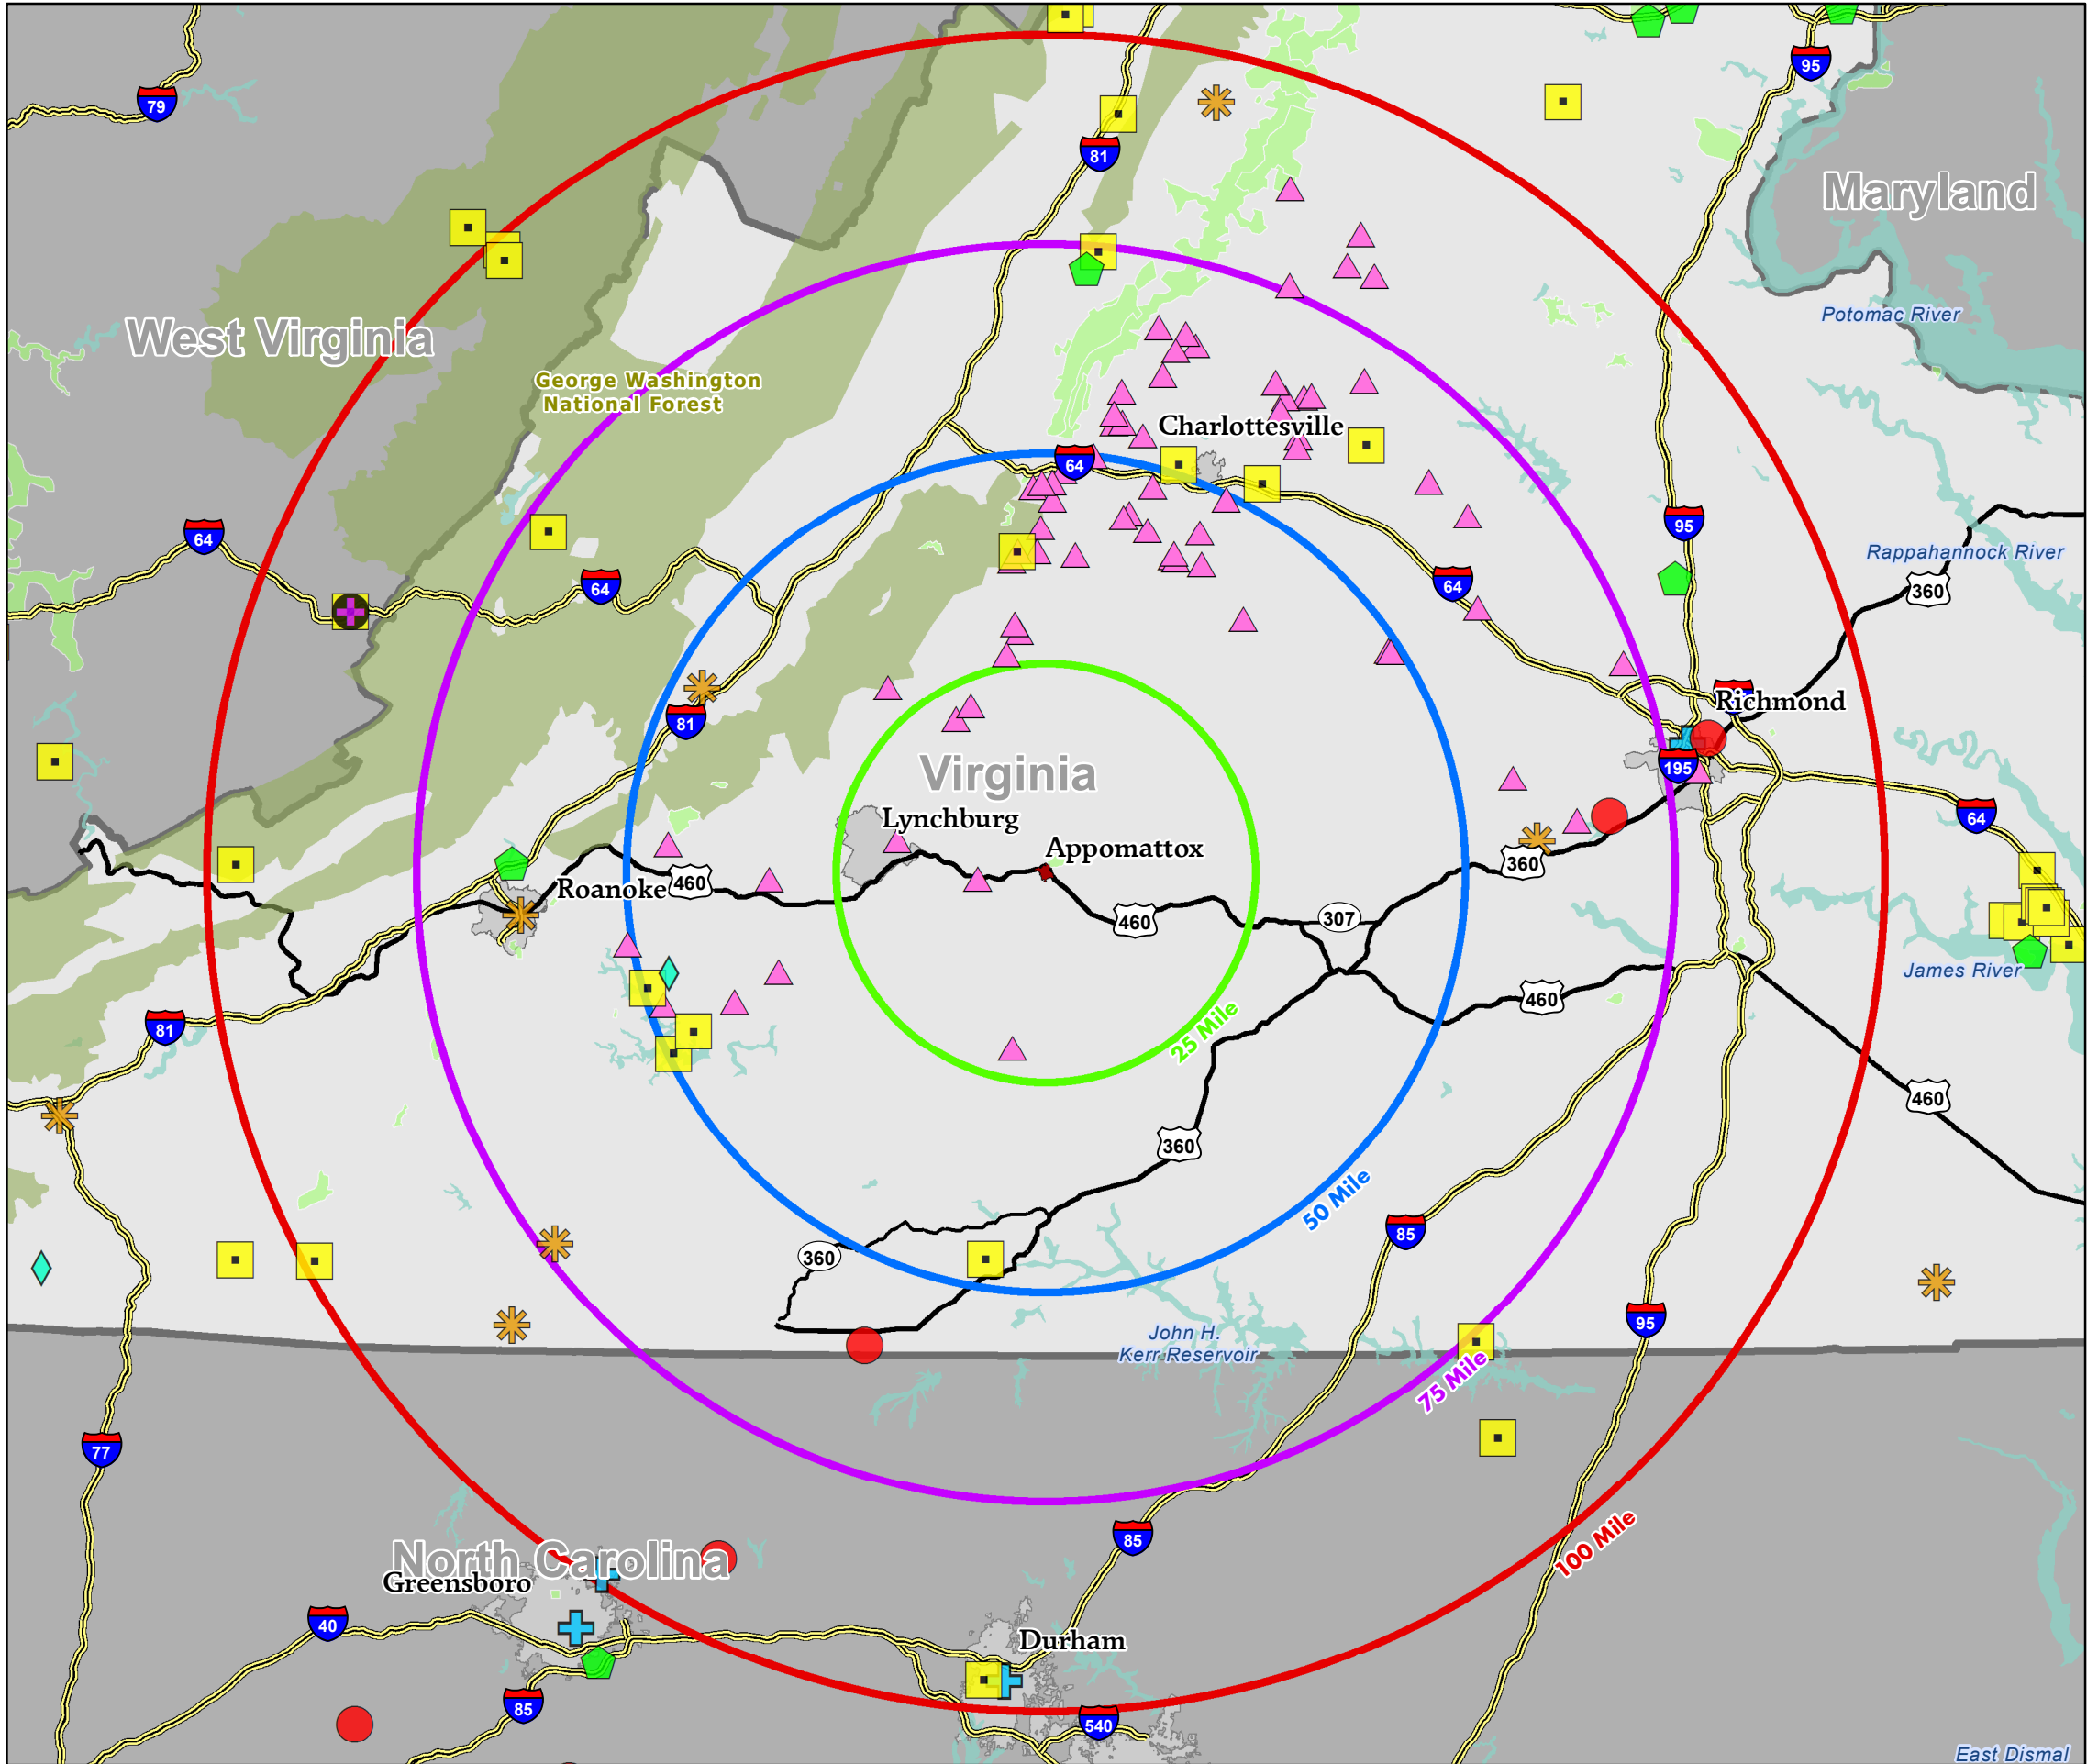 79
95
81
Maryland
West Virginia
Potomac River
George Washington
National Forest
Charlottesville
64
64
95
Rappahannock River
64
64
360
81
Richmond
Virginia
195
Lynchburg
64
Appomattox
360
Roanoke
460
460
307
James River
460
81
25 Mile
460
360
50 Mile
85
360
95
John H.
Kerr Reservoir
75 Mile
77
85
100 Mile
North Carolina
Greensboro
40
Durham
85
540
East Dismal